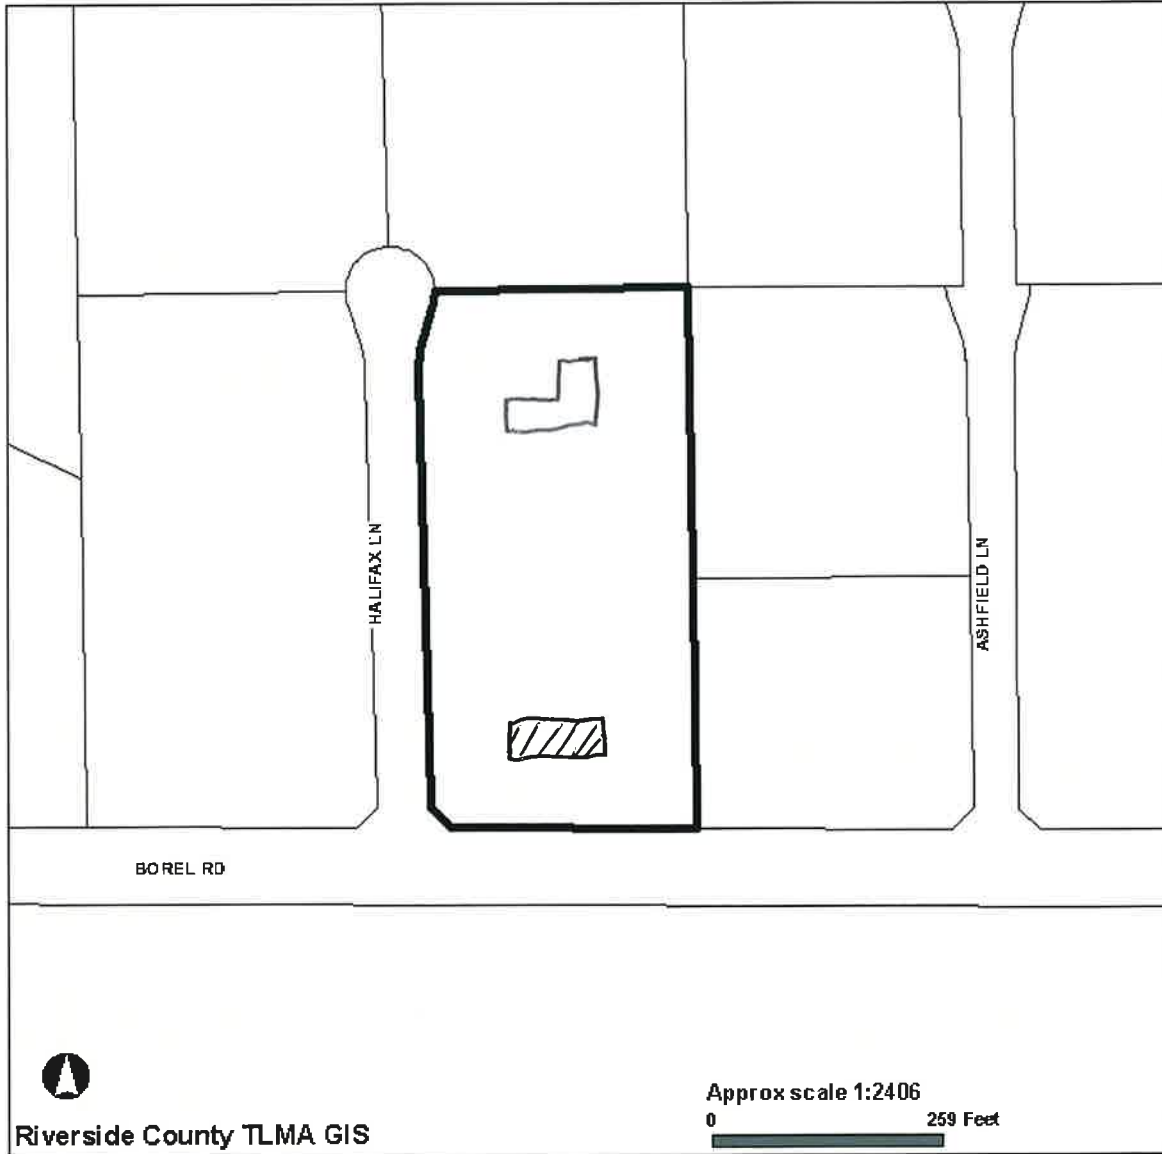 HALIFAX LN
ASHFIELD LN
BOREL RD
Approx scale 1:2406
0 259 Feet
Riverside County TLMA GIS